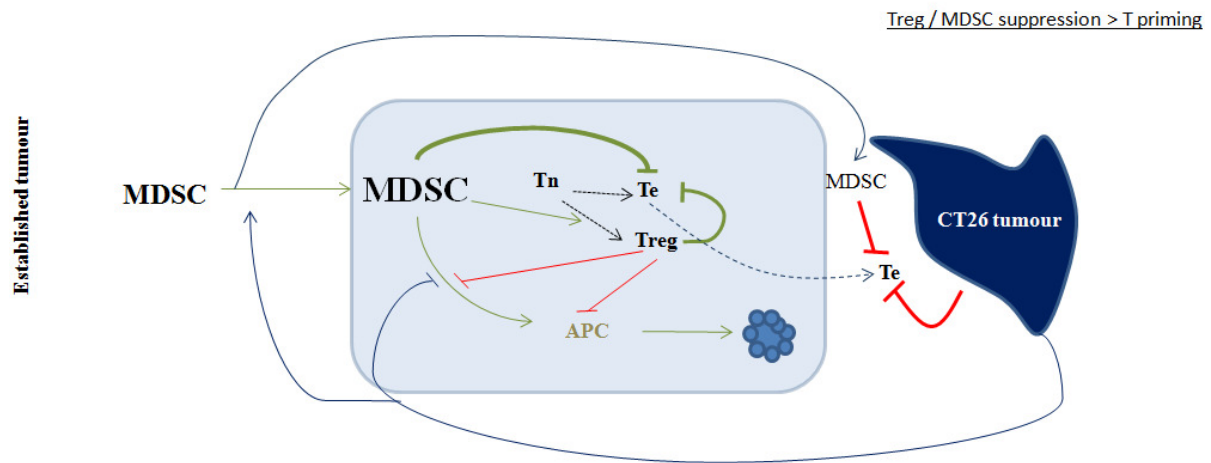 Treg / MDSC suppression > T priming
Established tumour
MDSC
MDSC
Tn
Te
Treg
APC
MDSC
Te
CT26 tumour